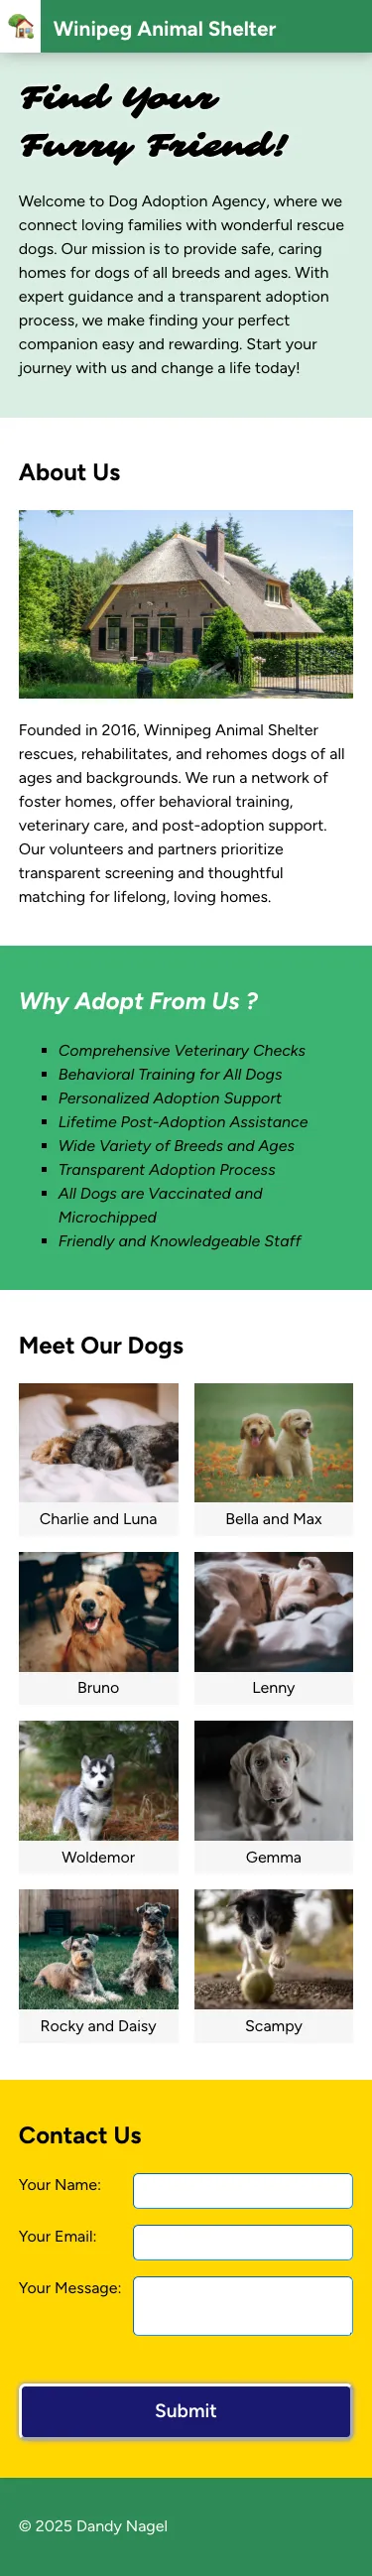 Winipeg Animal Shelter
Find Your
Furry Friend!
Welcome to Dog Adoption Agency, where we
connect loving families with wonderful rescue
dogs. Our mission is to provide safe, caring
homes for dogs of all breeds and ages. With
expert guidance and a transparent adoption
process, we make finding your perfect
companion easy and rewarding. Start your
journey with us and change a life today!
About Us
Founded in 2016, Winnipeg Animal Shelter
rescues, rehabilitates, and rehomes dogs of all
ages and backgrounds. We run a network of
foster homes, offer behavioral training,
veterinary care, and post-adoption support.
Our volunteers and partners prioritize
transparent screening and thoughtful
matching for lifelong, loving homes.
Why Adopt From Us ?
Comprehensive Veterinary Checks
Behavioral Training for All Dogs
Personalized Adoption Support
Lifetime Post-Adoption Assistance
Wide Variety of Breeds and Ages
Transparent Adoption Process
All Dogs are Vaccinated and
Microchipped
Friendly and Knowledgeable Staff
Meet Our Dogs
Charlie and Luna
Bella and Max
Bruno
Lenny
Woldemor
Gemma
Rocky and Daisy
Scampy
Contact Us
Your Name:
Your Email:
Your Message:
Submit
© 2025 Dandy Nagel